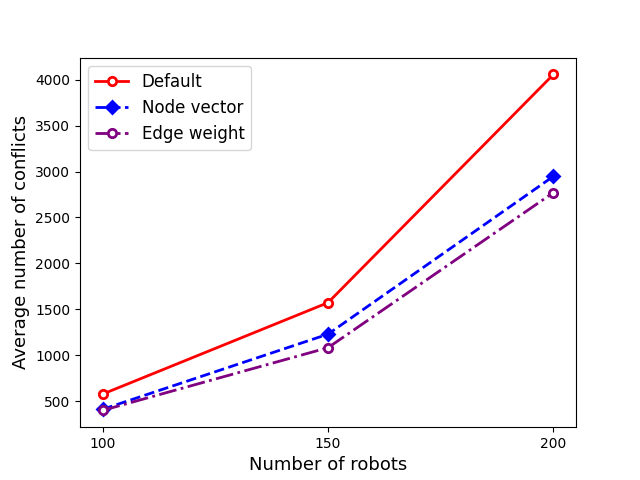 Default
Node vector
Edge weight
4000
3500
3000
2500
2000
1500
1000
500
Average number of conflicts
100 150 200
Number of robots